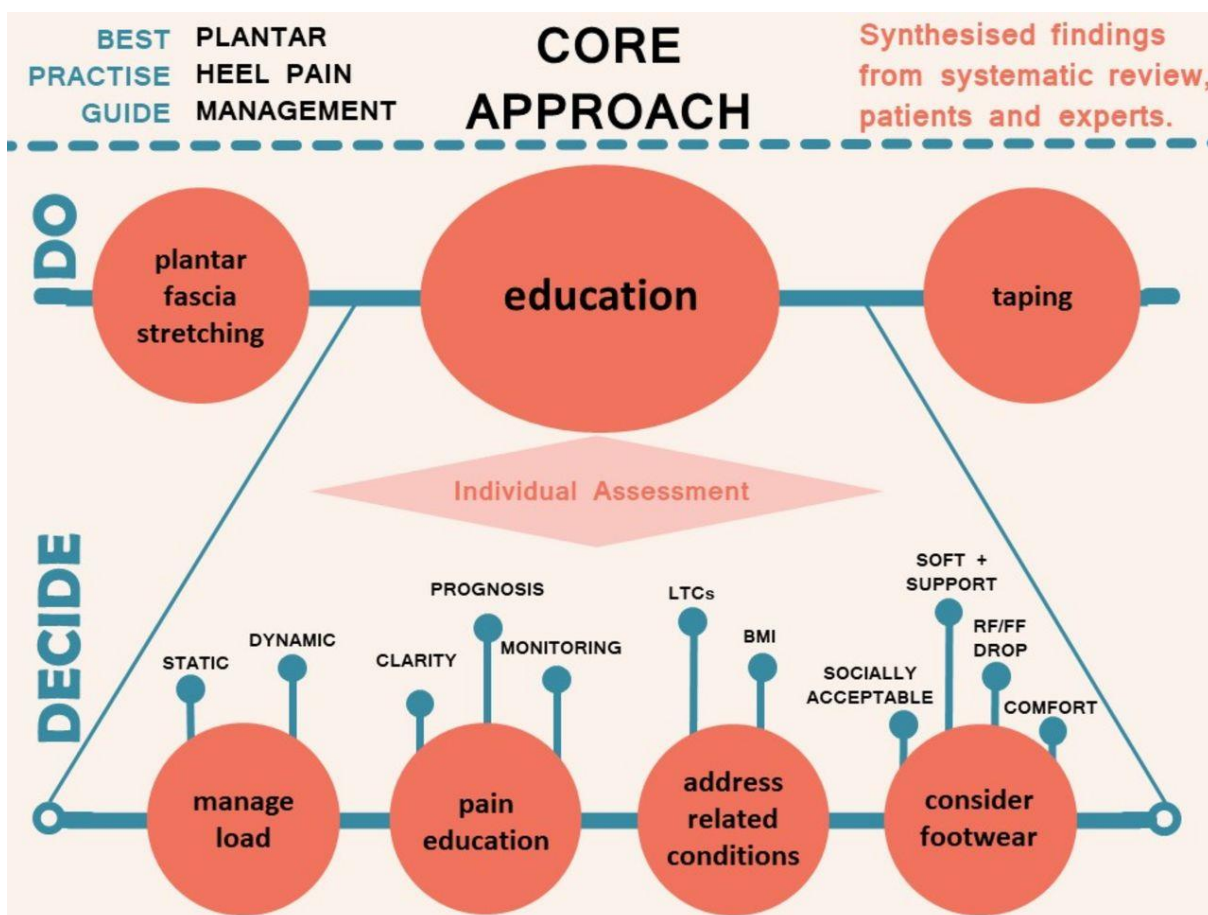 BEST
PRACTISE
GUIDE
PLANTAR
HEEL PAIN
MANAGEMENT
CORE
APPROACH
Synthesised findings
from systematic review,
patients and experts.
DO
plantar
fascia
stretching
education
taping
Individual Assessment
DECIDE
STATIC
DYNAMIC
CLARITY
PROGNOSIS
MONITORING
LTCs
BMI
SOCIALLY
ACCEPTABLE
SOFT +
SUPPORT
RF/FF
DROP
COMFORT
manage
load
pain
education
address
related
conditions
consider
footwear